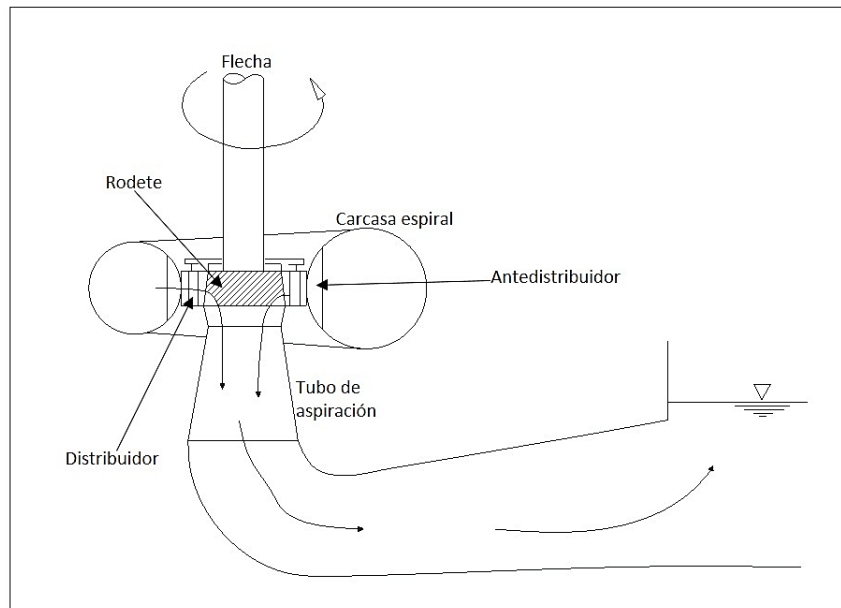 Flecha
Rodete
Carcasa espiral
Antedistribuidor
Tubo de
aspiración
Distribuidor